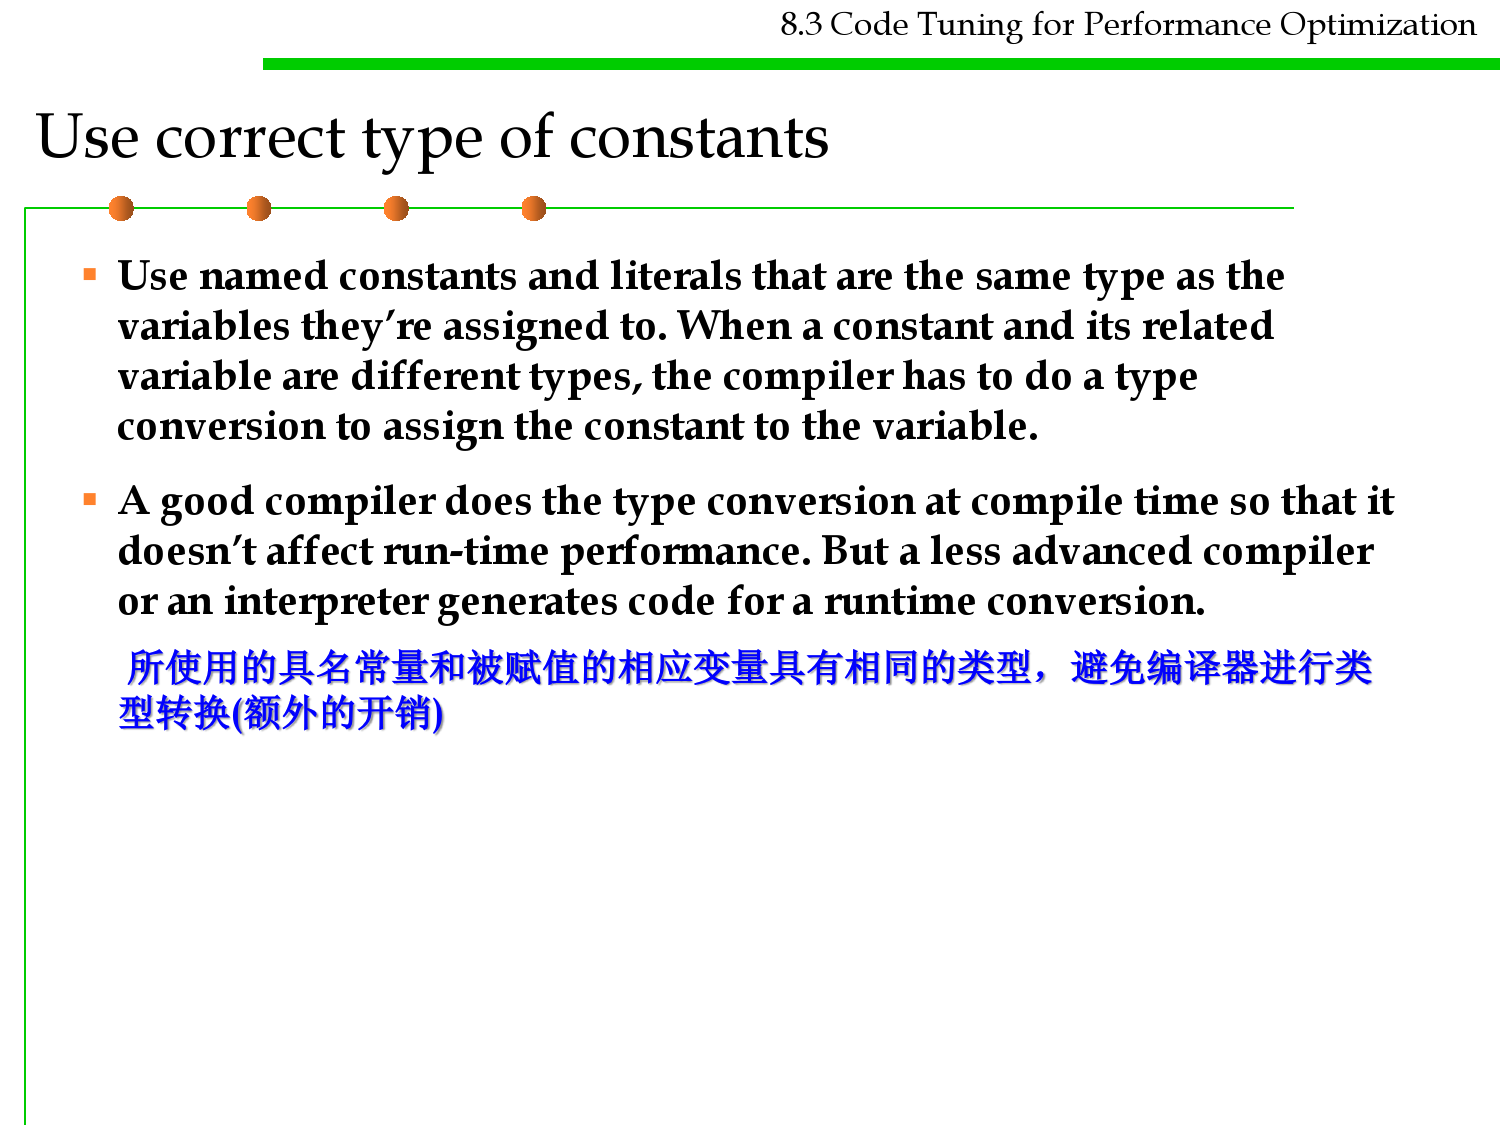 8.3 Code Tuning for Performance Optimization
Use correct type of constants
Use named constants and literals that are the same type as the
variables they’re assigned to. When a constant and its related
variable are different types, the compiler has to do a type
conversion to assign the constant to the variable.
A good compiler does the type conversion at compile time so that it
doesn’t affect run-time performance. But a less advanced compiler
or an interpreter generates code for a runtime conversion.
所使用的具名常量和被赋值的相应变量具有相同的类型，避免编译器进行类
型转换(额外的开销)